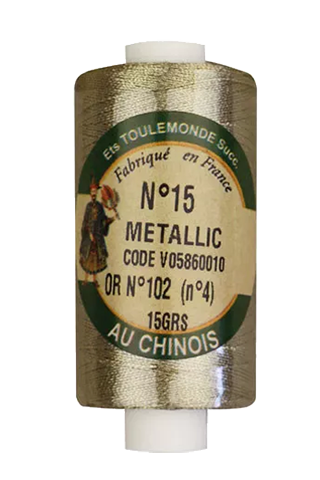 Ets TOULEMONDE Succ.
Fabriqué en France
N°15
METALLIC
CODE V05860010
OR N°102 (n°4)
15GRS
AU CHINOIS